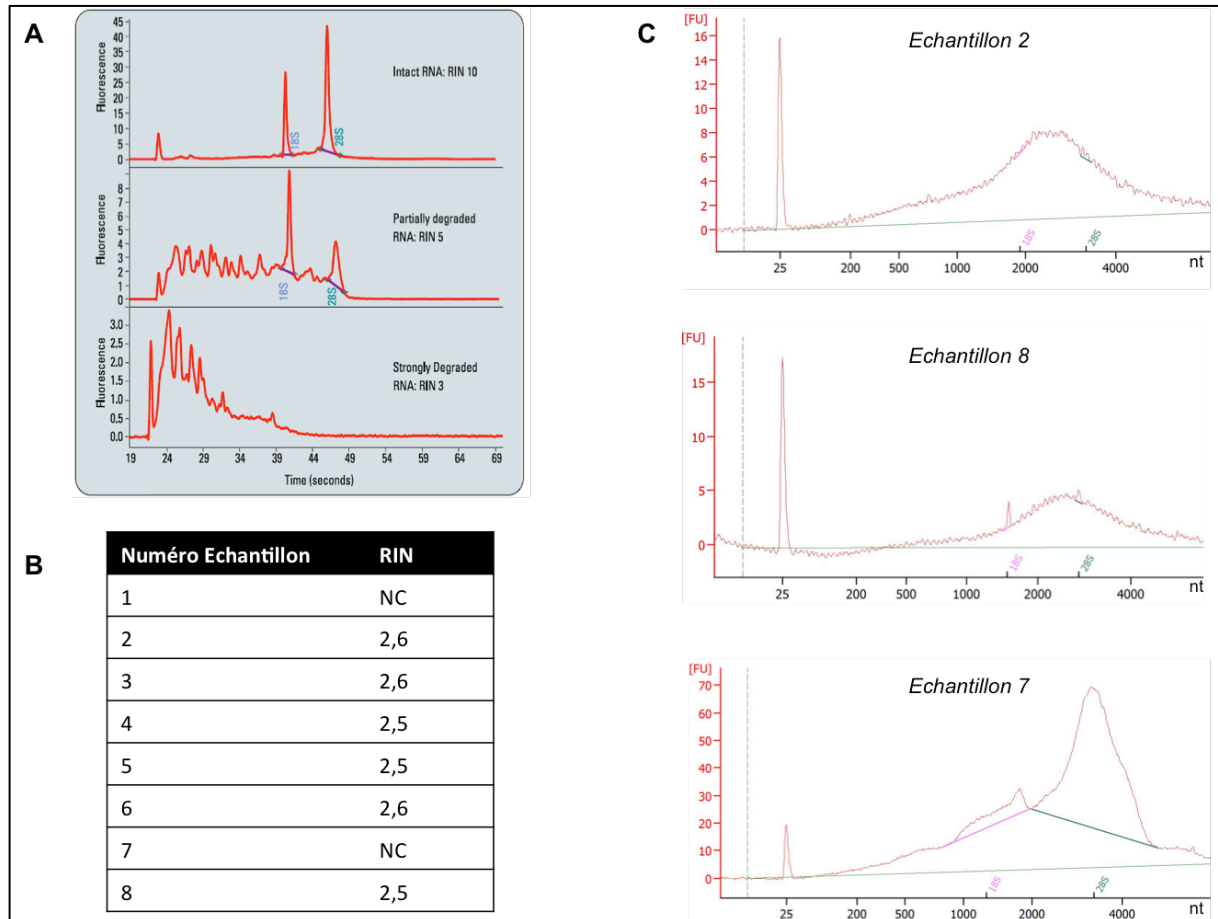 A
Fluorescence
45
40
35
30
25
20
15
10
5
0
Intact RNA: RIN 10
18S
28S
Fluorescence
8
7
6
5
4
3
2
1
0
Partially degraded
RNA: RIN 5
18S
28S
Fluorescence
3.0
2.5
2.0
1.5
1.0
0.5
0.0
Strongly Degraded
RNA: RIN 3
19 24 29 34 39 44 49 54 59 64 69
Time (seconds)
B
Numéro Echantillon RIN
1 NC
2 2,6
3 2,6
4 2,5
5 2,5
6 2,6
7 NC
8 2,5
C
[FU]
Echantillon 2
16
14
12
10
8
6
4
2
0
18S
28S
25 200 500 1000 2000 4000 nt
[FU]
Echantillon 8
15
10
5
0
18S
28S
25 200 500 1000 2000 4000 nt
[FU]
Echantillon 7
70
60
50
40
30
20
10
0
18S
28S
25 200 500 1000 2000 4000 nt